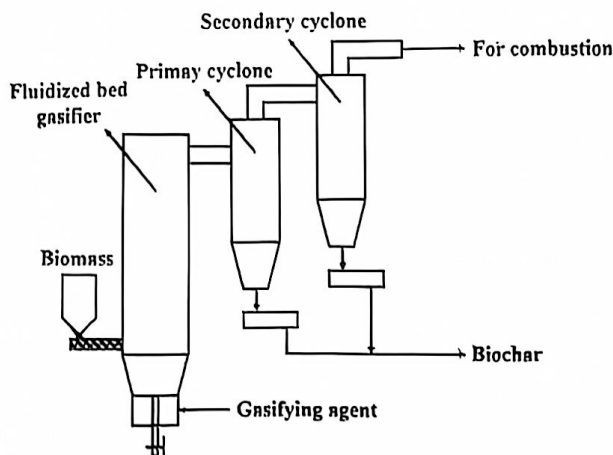 Secondary cyclone
For combustion
Primay cyclone
Fluidized bed
gasifier
Biomass
Biochar
Gasifying agent